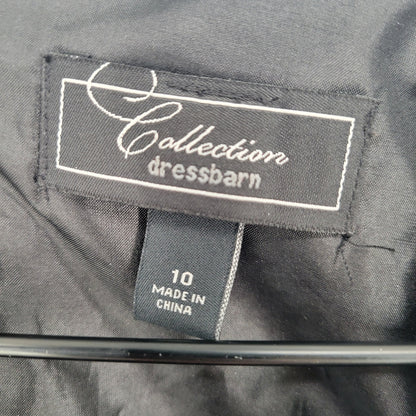 Collection
dressbarn
10
MADE IN
CHINA